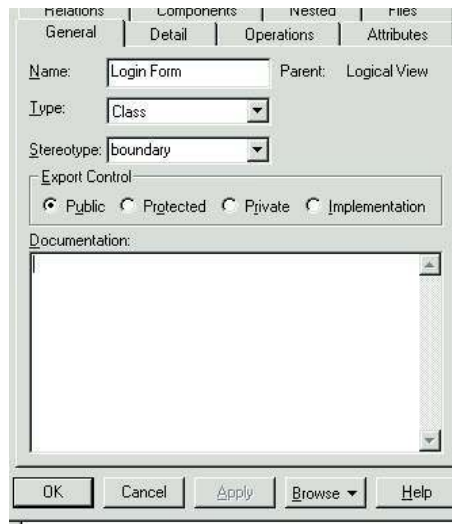 Relations Components Nested Files
General Detail Operations Attributes
Name: Login Form Parent: Logical View
Type: Class
Stereotype: boundary
Export Control
Public Protected Private Implementation
Documentation:
OK Cancel Apply Browse Help